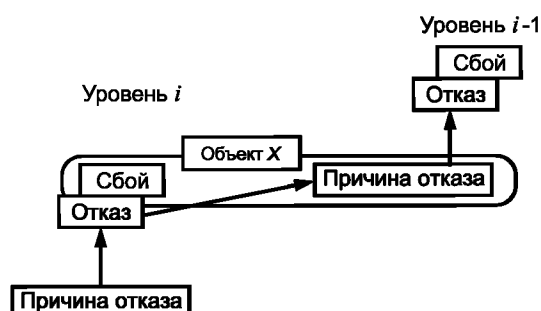 Уровень i-1
Сбой
Отказ
Уровень i
Объект X
Сбой
Причина отказа
Отказ
Причина отказа